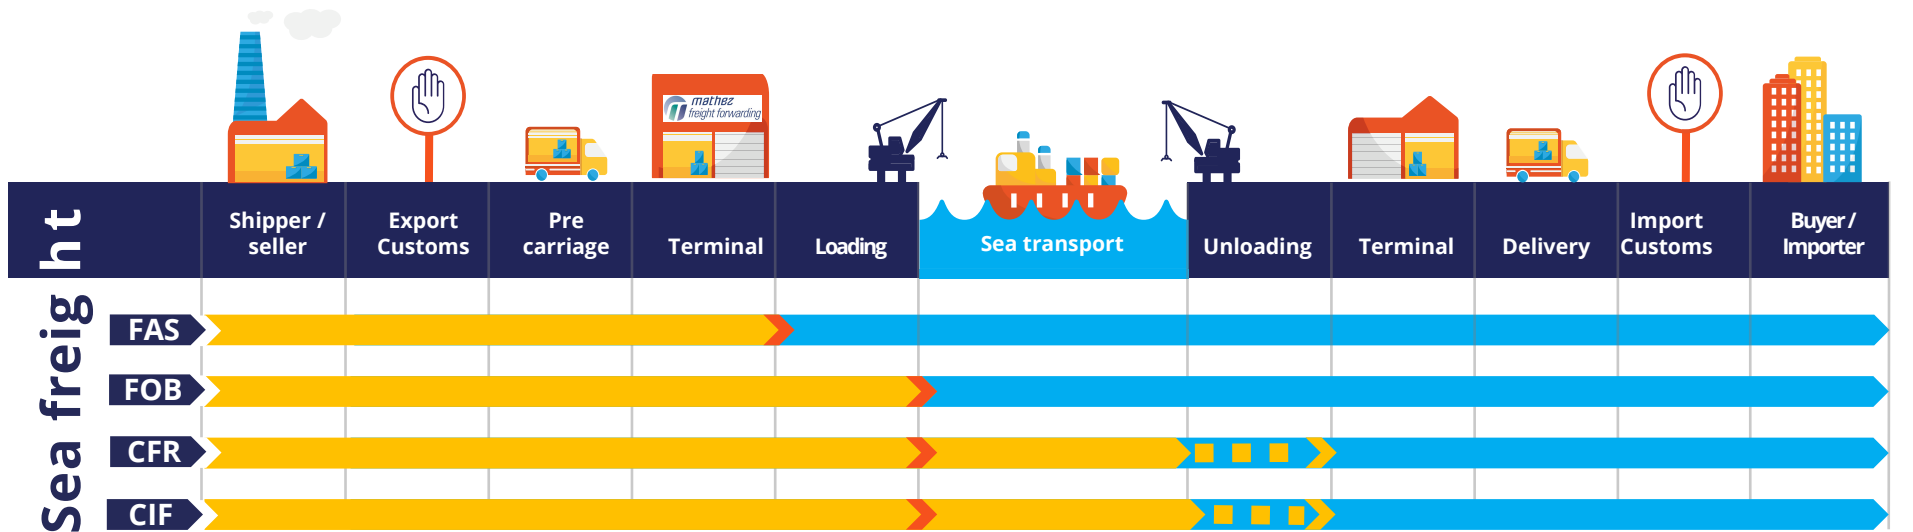 mathez
freight forwarding
Shipper /
seller
Export
Customs
Pre
carriage
Terminal
Loading
Sea transport
Unloading
Terminal
Delivery
Import
Customs
Buyer /
Importer
Sea freight
FAS
FOB
CFR
CIF